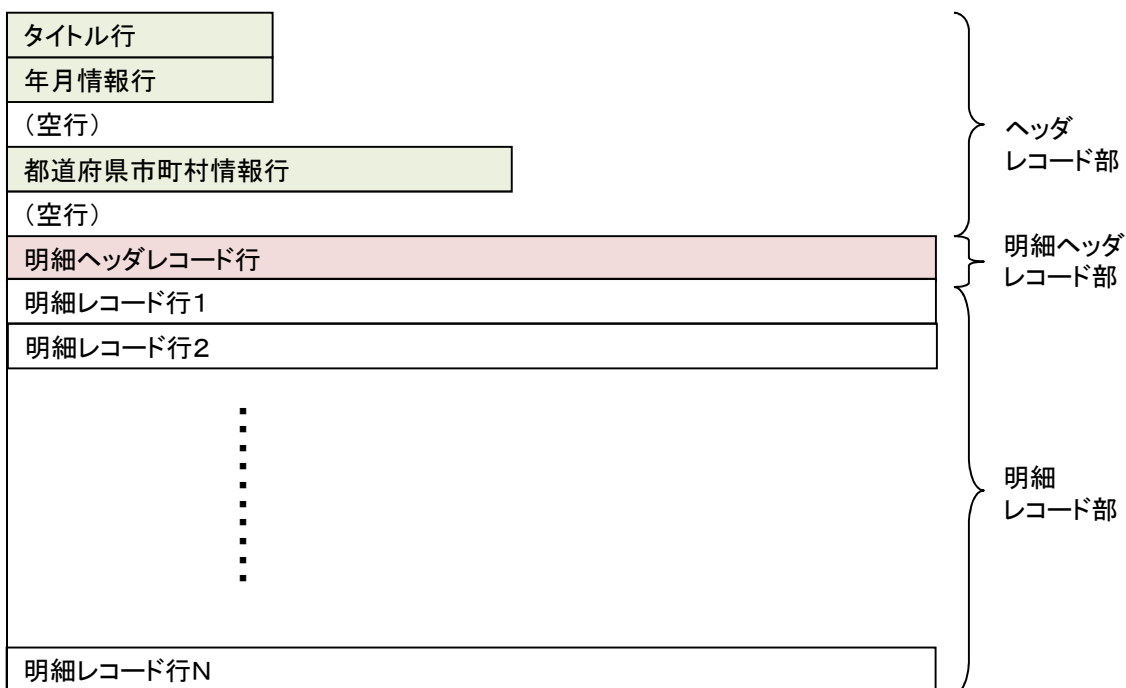 タイトル行
年月情報行
（空行）
都道府県市町村情報行
（空行）
明細ヘッダレコード行
明細レコード行１
明細レコード行２
明細レコード行Ｎ
ヘッダ
レコード部
明細ヘッダ
レコード部
明細
レコード部